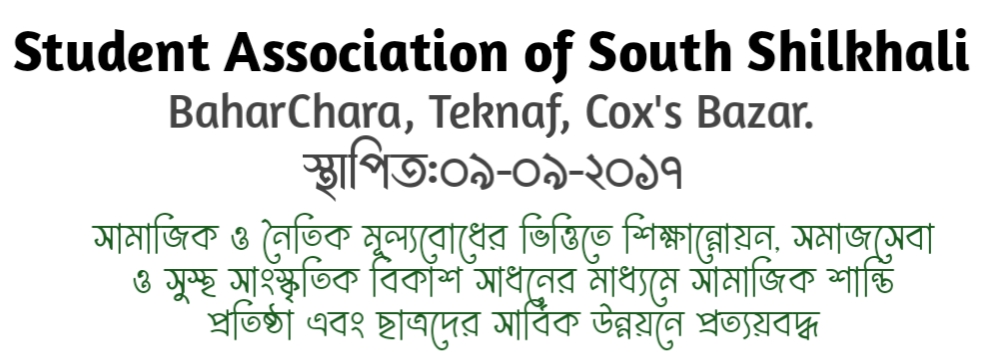 Student Association of South Shilkhali
BaharChara, Teknaf, Cox's Bazar.
স্থাপিত:০৯-০৯-২০১৭
সামাজিক ও নৈতিক মূল্যবোধের ভিত্তিতে শিক্ষান্নোয়ন, সমাজসেবা
ও সুস্হ সাংস্কৃতিক বিকাশ সাধনের মাধ্যমে সামাজিক শান্তি
প্রতিষ্ঠা এবং ছাত্রদের সার্বিক উন্নয়নে প্রত্যয়বদ্ধ